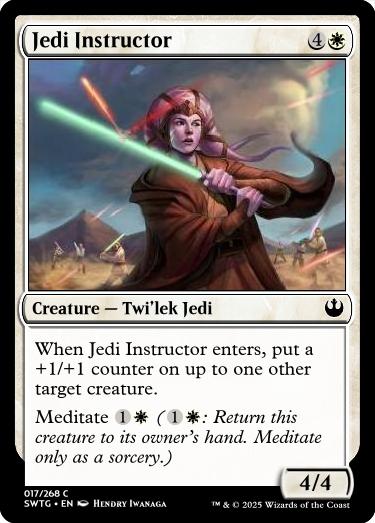 Jedi Instructor 4
Creature — Twi'lek Jedi
When Jedi Instructor enters, put a
+1/+1 counter on up to one other
target creature.
Meditate 1 (1 : Return this
creature to its owner's hand. Meditate
only as a sorcery.)
4/4
017/268 C
SWTG • EN Hendry Iwanaga
™ & © 2025 Wizards of the Coast